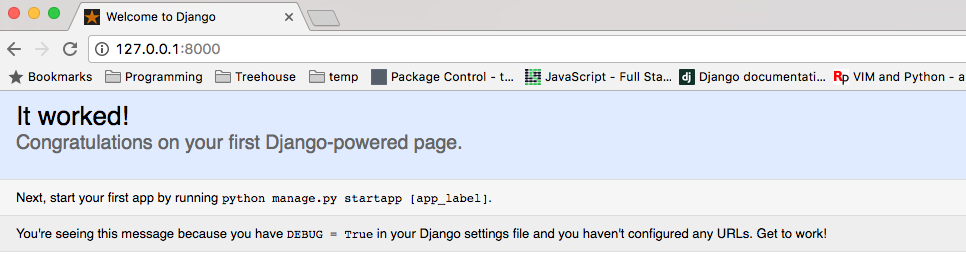 Welcome to Django
127.0.0.1:8000
Bookmarks Programming Treehouse temp Package Control - t... JavaScript - Full Sta... dj Django documentati... Rp VIM and Python - a
It worked!
Congratulations on your first Django-powered page.
Next, start your first app by running python manage.py startapp [app_label].
You're seeing this message because you have DEBUG = True in your Django settings file and you haven't configured any URLs. Get to work!